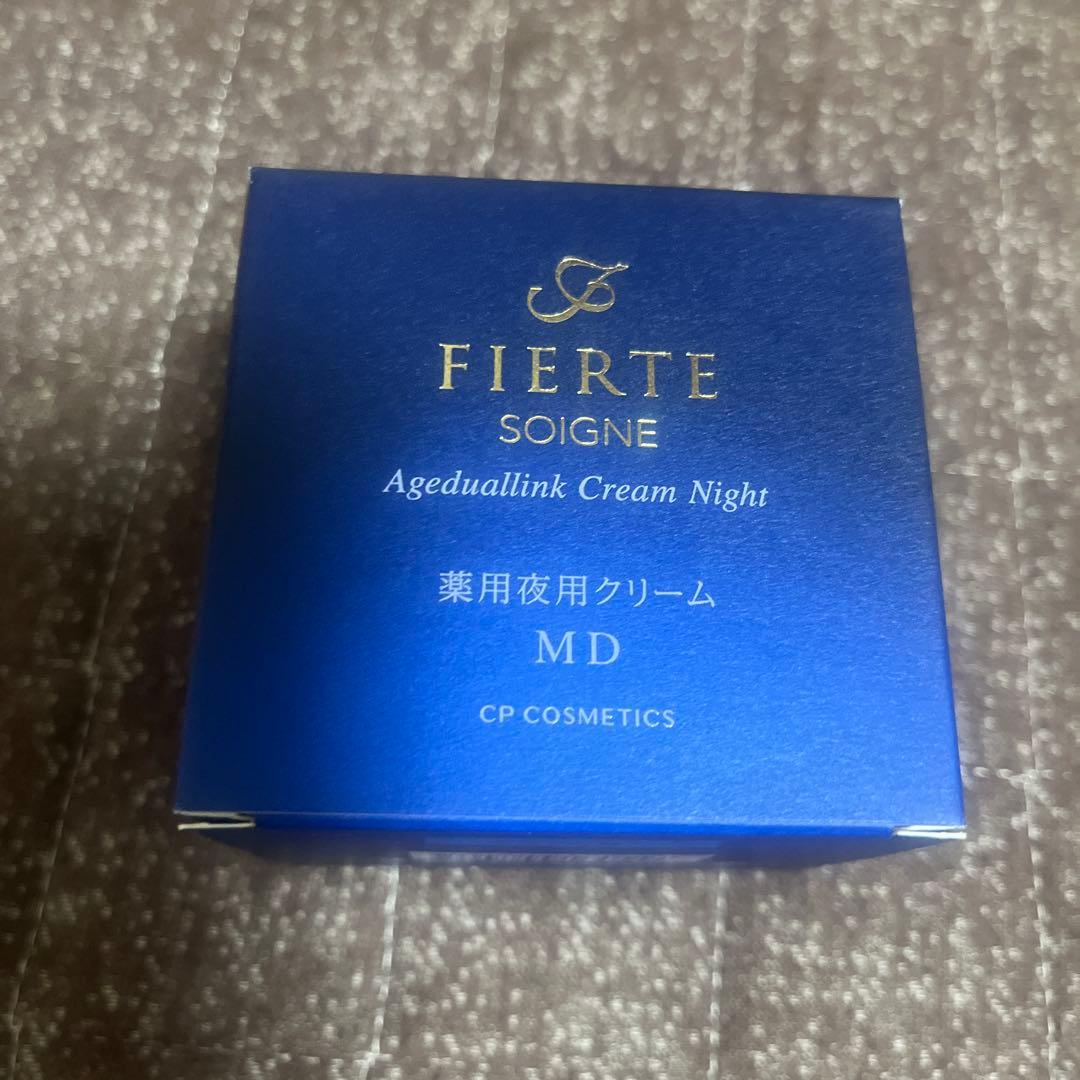 FIERTE
SOIGNE
Ageduallink Cream Night
薬用夜用クリーム
MD
CP COSMETICS